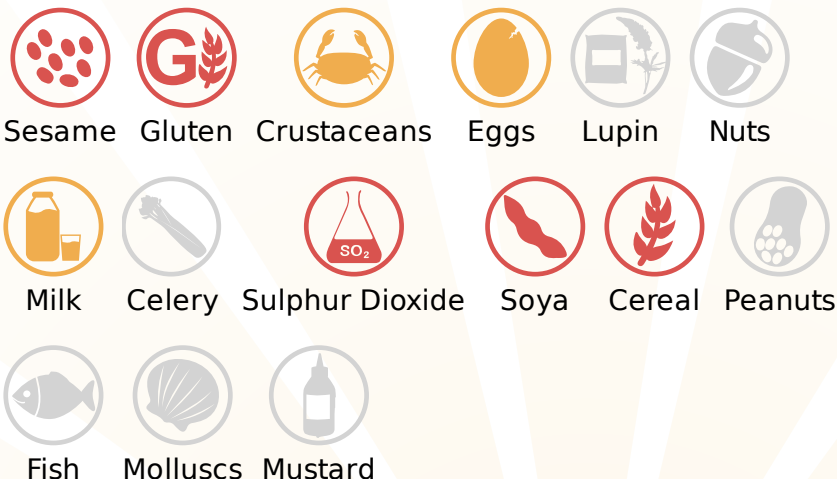 G
Sesame Gluten Crustaceans Eggs Lupin Nuts
SO₂
Milk Celery Sulphur Dioxide Soya Cereal Peanuts
Fish Molluscs Mustard